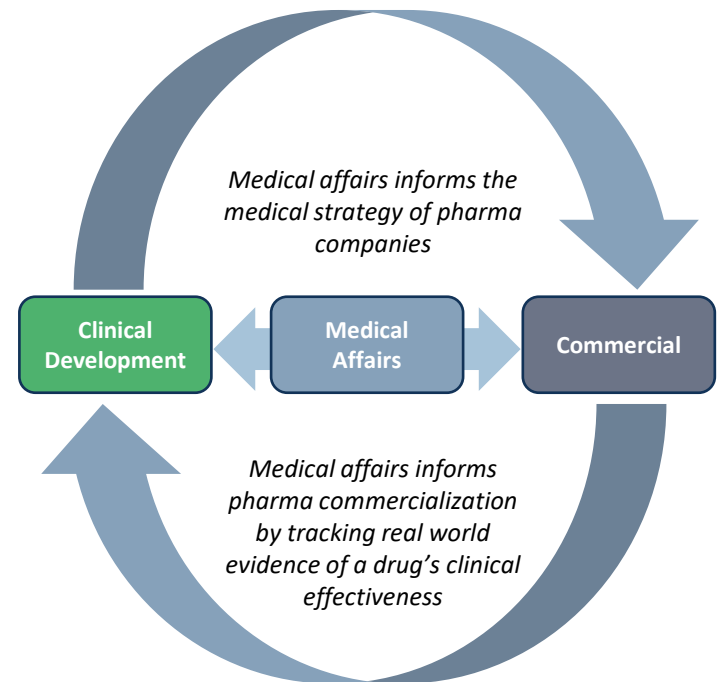 Medical affairs informs the
medical strategy of pharma
companies
Clinical
Development
Medical
Affairs
Commercial
Medical affairs informs
pharma commercialization
by tracking real world
evidence of a drug’s clinical
effectiveness